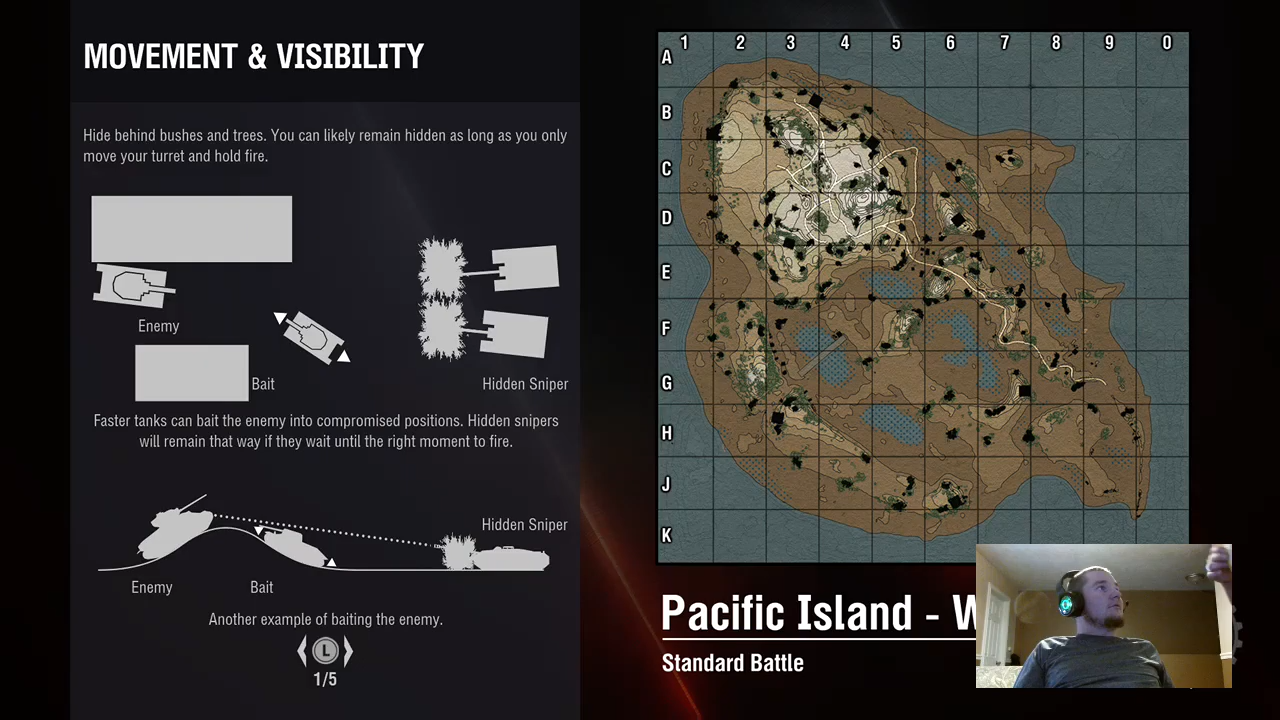 MOVEMENT & VISIBILITY
Hide behind bushes and trees. You can likely remain hidden as long as you only
move your turret and hold fire.
Enemy
Bait
Hidden Sniper
Faster tanks can bait the enemy into compromised positions. Hidden snipers
will remain that way if they wait until the right moment to fire.
Hidden Sniper
Enemy
Bait
Another example of baiting the enemy.
L
1/5
1 2 3 4 5 6 7 8 9 0
A
B
C
D
E
F
G
H
J
K
Pacific Island - W
Standard Battle